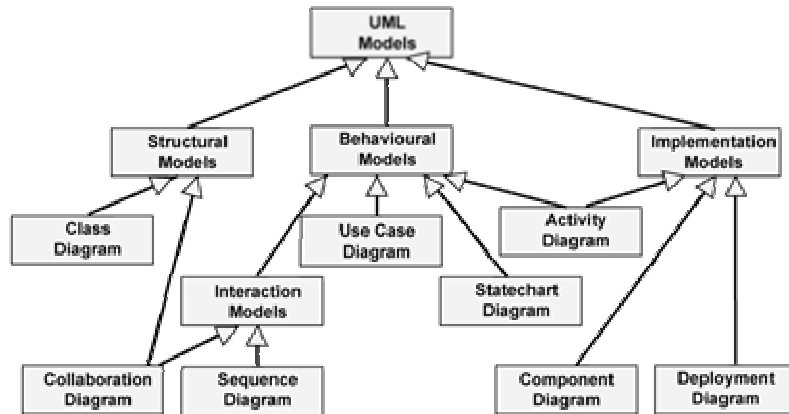 UML
Models
Structural
Models
Behavioural
Models
Implementation
Models
Class
Diagram
Use Case
Diagram
Activity
Diagram
Interaction
Models
Statechart
Diagram
Collaboration
Diagram
Sequence
Diagram
Component
Diagram
Deployment
Diagram